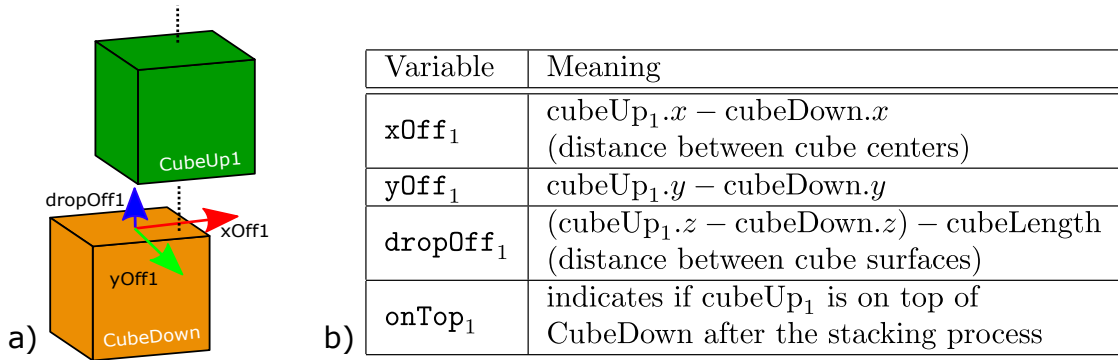 CubeUp1
dropOff1
xOff1
yOff1
CubeDown
a)
b)
Variable Meaning
xOff₁ cubeUp₁.x − cubeDown.x
(distance between cube centers)
yOff₁ cubeUp₁.y − cubeDown.y
dropOff₁ (cubeUp₁.z − cubeDown.z) − cubeLength
(distance between cube surfaces)
onTop₁ indicates if cubeUp₁ is on top of
CubeDown after the stacking process